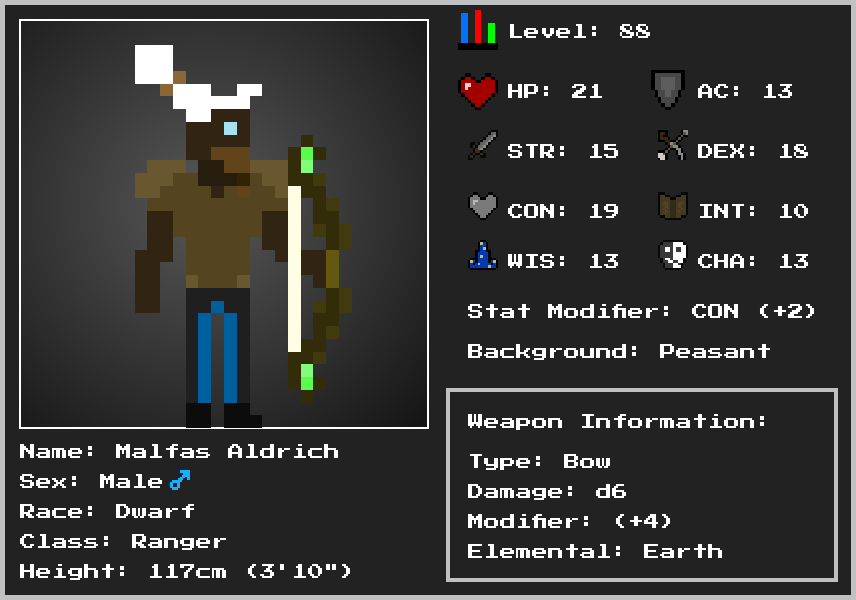 Level: 88
HP: 21
AC: 13
STR: 15
DEX: 18
CON: 19
INT: 10
WIS: 13
CHA: 13
Stat Modifier: CON (+2)
Background: Peasant
Weapon Information:
Type: Bow
Damage: d6
Modifier: (+4)
Elemental: Earth
Name: Malfas Aldrich
Sex: Male ♂
Race: Dwarf
Class: Ranger
Height: 117cm (3'10")